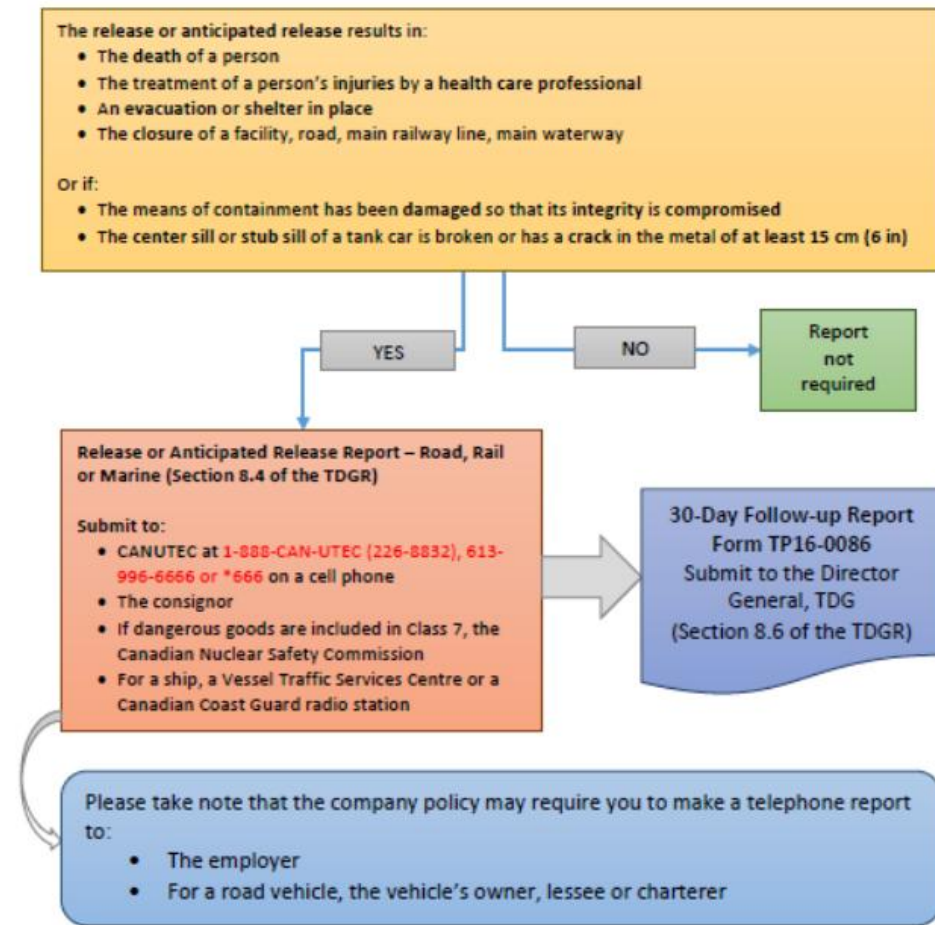 The release or anticipated release results in:
• The death of a person
• The treatment of a person's injuries by a health care professional
• An evacuation or shelter in place
• The closure of a facility, road, main railway line, main waterway
Or if:
• The means of containment has been damaged so that its integrity is compromised
• The center sill or stub sill of a tank car is broken or has a crack in the metal of at least 15 cm (6 in)
YES
NO
Report
not
required
Release or Anticipated Release Report – Road, Rail
or Marine (Section 8.4 of the TDGR)
Submit to:
• CANUTEC at 1-888-CAN-UTEC (226-8832), 613-
996-6666 or *666 on a cell phone
• The consignor
• If dangerous goods are included in Class 7, the
Canadian Nuclear Safety Commission
• For a ship, a Vessel Traffic Services Centre or a
Canadian Coast Guard radio station
30-Day Follow-up Report
Form TP16-0086
Submit to the Director
General, TDG
(Section 8.6 of the TDGR)
Please take note that the company policy may require you to make a telephone report
to:
• The employer
• For a road vehicle, the vehicle's owner, lessee or charterer